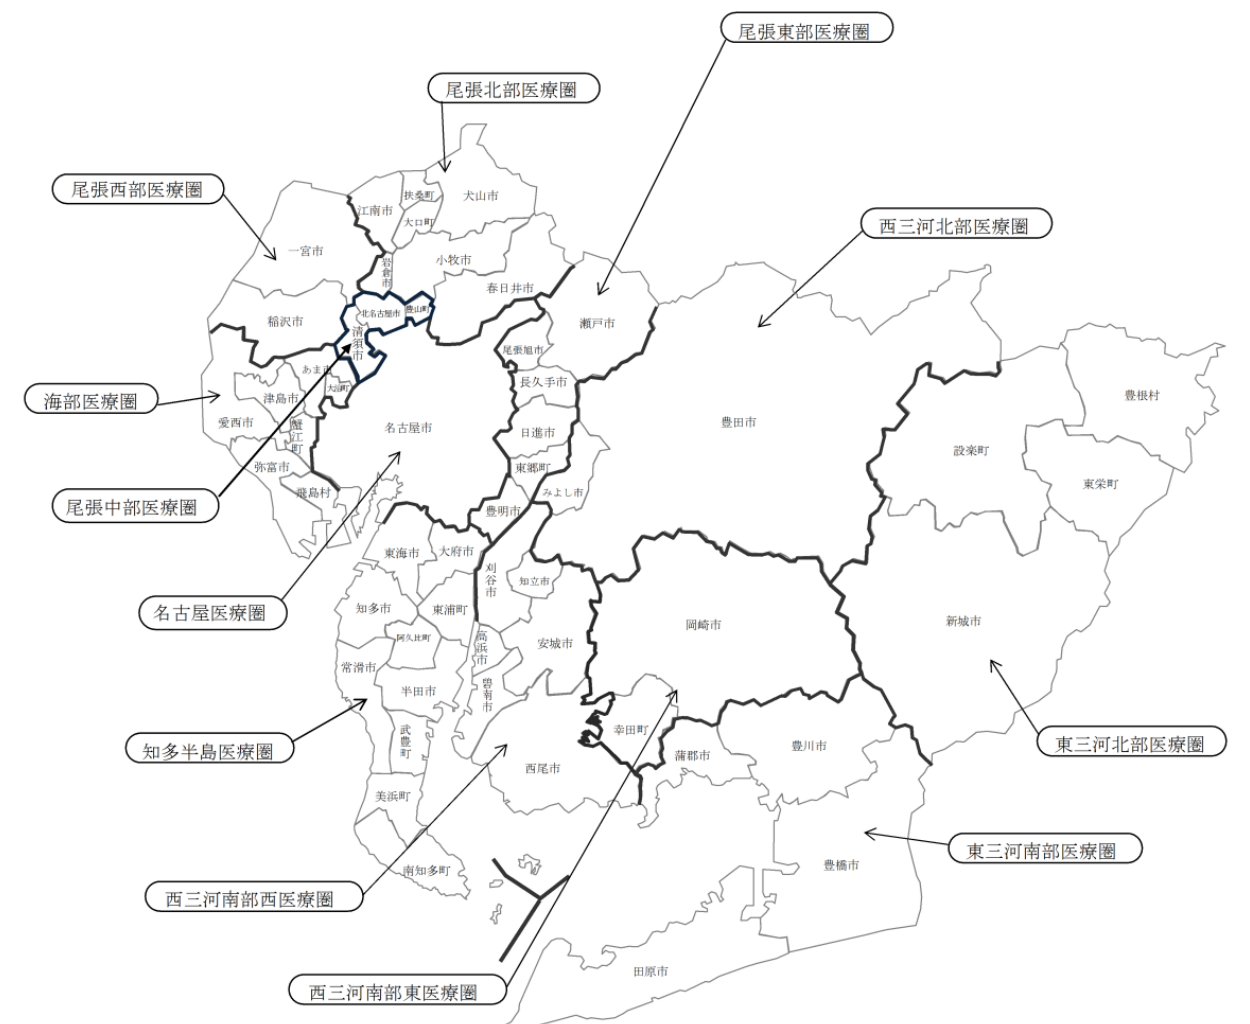 尾張東部医療圏
尾張北部医療圏
尾張西部医療圏
西三河北部医療圏
扶桑町
犬山市
江南市
大口町
一宮市
岩倉市
小牧市
春日井市
稲沢市
北名古屋市
豊山町
清須市
瀬戸市
尾張旭市
あま市
大治町
長久手市
海部医療圏
津島市
愛西市
蟹江町
名古屋市
日進市
豊田市
豊根村
設楽町
東栄町
弥富市
飛島村
東郷町
みよし市
尾張中部医療圏
豊明市
東海市
大府市
刈谷市
知立市
名古屋医療圏
知多市
東浦町
阿久比町
高浜市
安城市
岡崎市
新城市
常滑市
半田市
碧南市
武豊町
幸田町
蒲郡市
豊川市
知多半島医療圏
東三河北部医療圏
西尾市
美浜町
南知多町
東三河南部医療圏
豊橋市
西三河南部西医療圏
田原市
西三河南部東医療圏